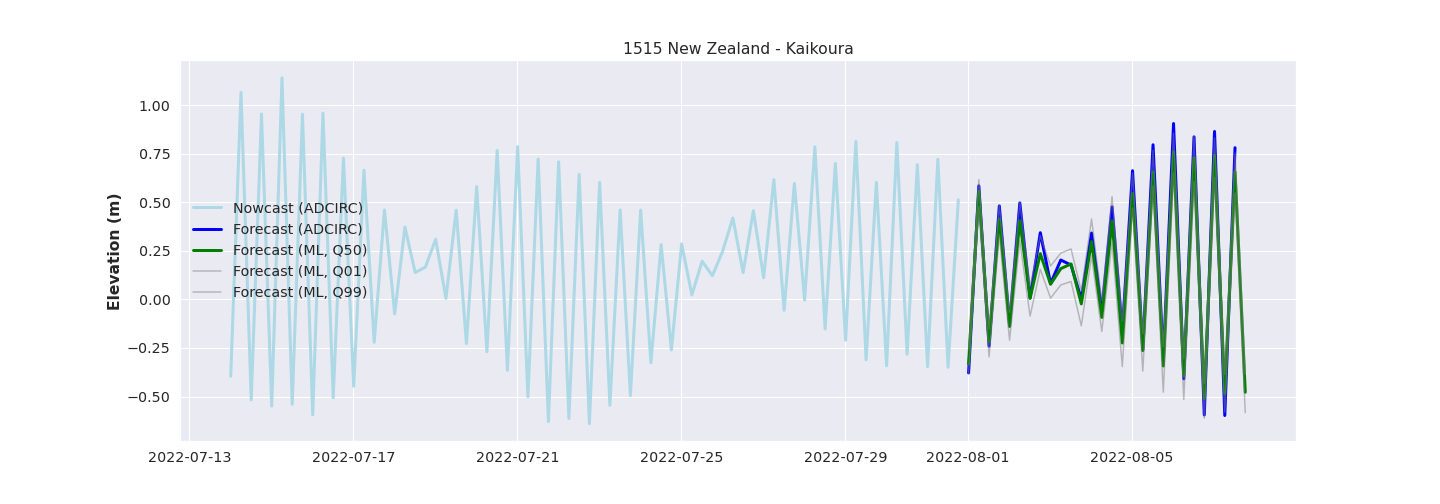 1515 New Zealand - Kaikoura
Elevation (m)
1.00
0.75
0.50
0.25
0.00
−0.25
−0.50
Nowcast (ADCIRC)
Forecast (ADCIRC)
Forecast (ML, Q50)
Forecast (ML, Q01)
Forecast (ML, Q99)
2022-07-13 2022-07-17 2022-07-21 2022-07-25 2022-07-29 2022-08-01 2022-08-05